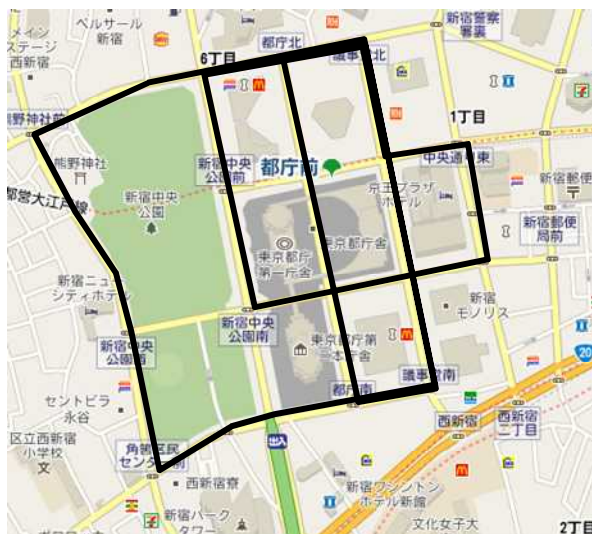 ベルサール
新宿
メイン
ステージ
西新宿
新宿警察
署裏
都庁北
6丁目
議事堂北
1丁目
熊野神社前
中央通り東
熊野神社
新宿中央
公園前
都庁前
京王プラザ
ホテル
新宿郵便
都営大江戸線
新宿中央
公園
新宿郵便
局前
東京都庁
第一庁舎
東京都庁舎
新宿ニュー
シティホテル
新宿
モノリス
新宿中央
公園南
新宿中央
公園南
東京都庁第
二本庁舎
20
議事堂南
都庁南
セントピラ
永谷
西新宿
西新宿
二丁目
区立西新宿
小学校
文
角筈区民
センター前
出入
西新宿寮
新宿ワシントン
ホテル新館
新宿パーク
タワー
文化女子大
2丁目